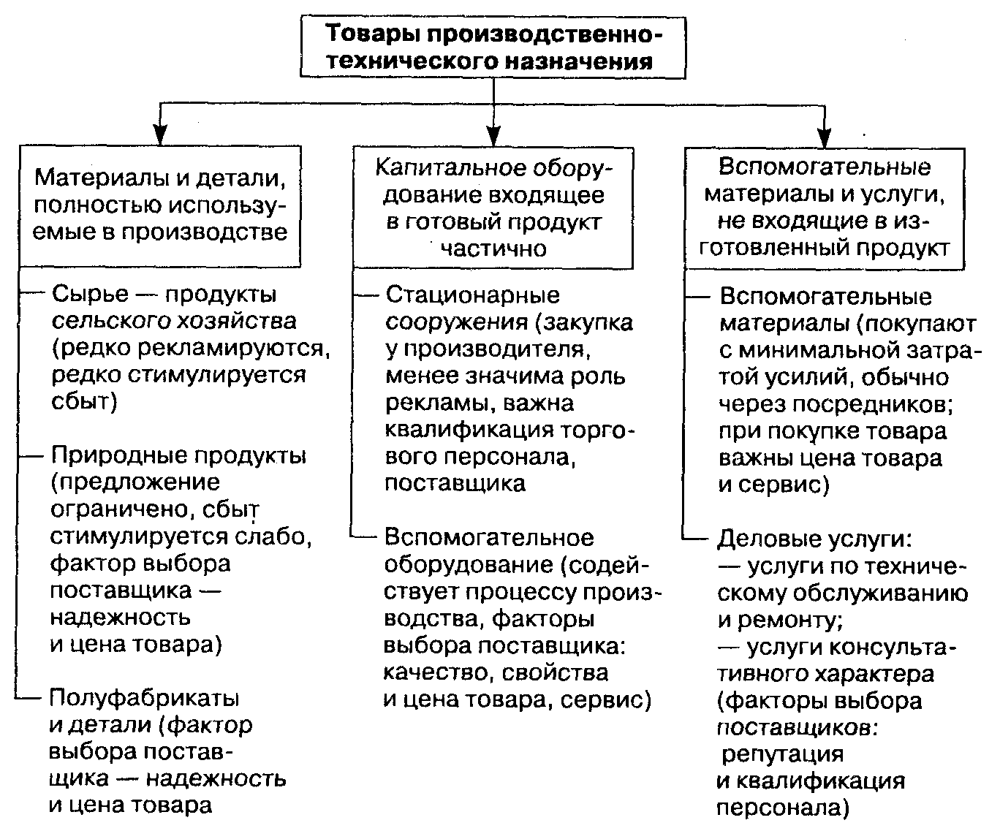 Товары производственно-
технического назначения
Материалы и детали,
полностью использу-
емые в производстве
Сырье — продукты
сельского хозяйства
(редко рекламируются,
редко стимулируется
сбыт)
Природные продукты
(предложение
ограничено, сбыт
стимулируется слабо,
фактор выбора
поставщика —
надежность
и цена товара)
Полуфабрикаты
и детали (фактор
выбора постав-
щика — надежность
и цена товара
Капитальное обору-
дование входящее
в готовый продукт
частично
Стационарные
сооружения (закупка
у производителя,
менее значима роль
рекламы, важна
квалификация торго-
вого персонала,
поставщика
Вспомогательное
оборудование (содей-
ствует процессу произ-
водства, факторы
выбора поставщика:
качество, свойства
и цена товара, сервис)
Вспомогательные
материалы и услуги,
не входящие в из-
готовленный продукт
Вспомогательные
материалы (покупают
с минимальной затра-
той усилий, обычно
через посредников;
при покупке товара
важны цена товара
и сервис)
Деловые услуги:
— услуги по техниче-
скому обслуживанию
и ремонту;
— услуги консульта-
тивного характера
(факторы выбора
поставщиков:
репутация
и квалификация
персонала)